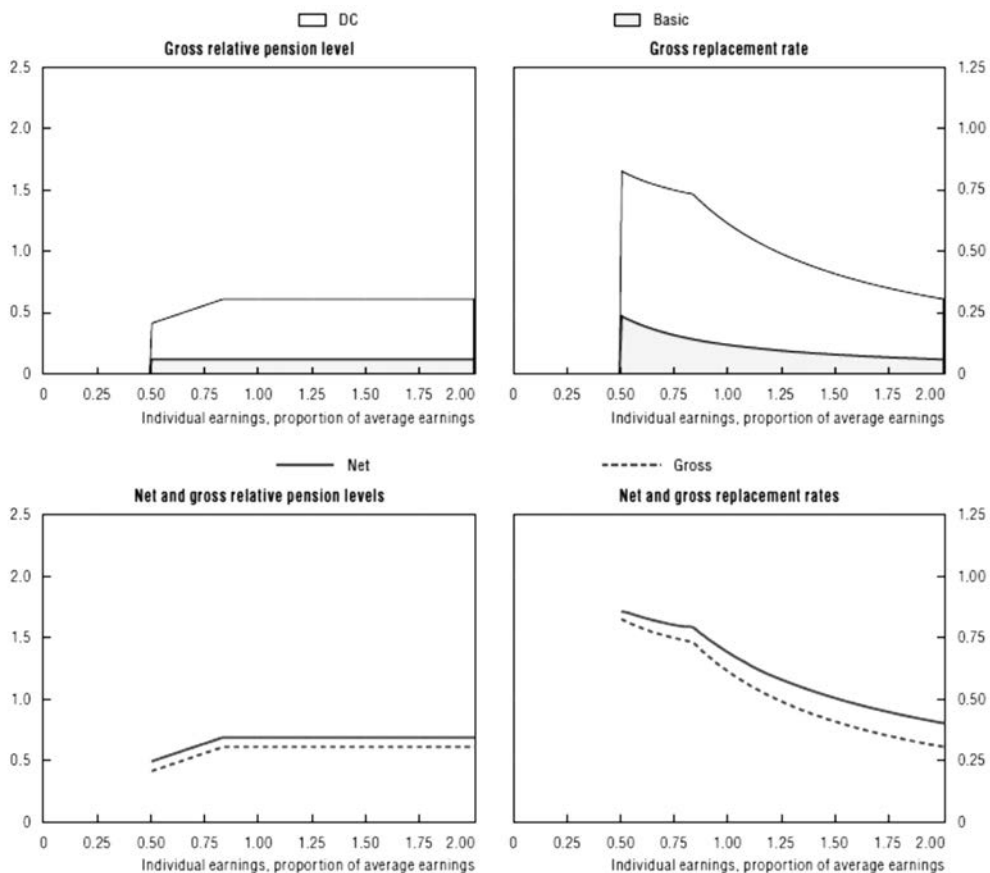 DC Basic
Gross relative pension level Gross replacement rate
2.5 1.25
2.0 1.00
1.5 0.75
1.0 0.50
0.5 0.25
0 0
0 0.25 0.50 0.75 1.00 1.25 1.50 1.75 2.00 0 0.25 0.50 0.75 1.00 1.25 1.50 1.75 2.00
Individual earnings, proportion of average earnings Individual earnings, proportion of average earnings
Net Gross
Net and gross relative pension levels Net and gross replacement rates
2.5 1.25
2.0 1.00
1.5 0.75
1.0 0.50
0.5 0.25
0 0
0 0.25 0.50 0.75 1.00 1.25 1.50 1.75 2.00 0 0.25 0.50 0.75 1.00 1.25 1.50 1.75 2.00
Individual earnings, proportion of average earnings Individual earnings, proportion of average earnings